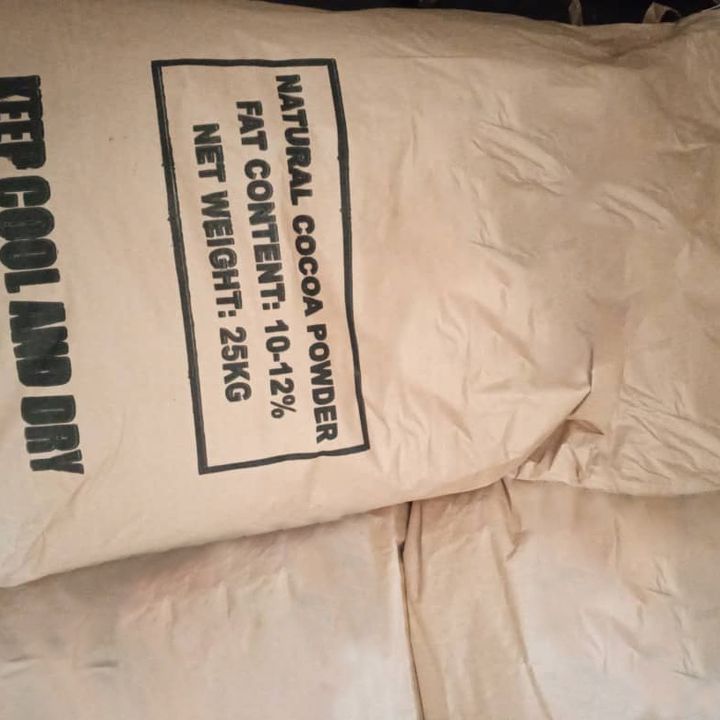 NATURAL COCOA POWDER
FAT CONTENT: 10-12%
NET WEIGHT: 25KG
KEEP COOL AND DRY